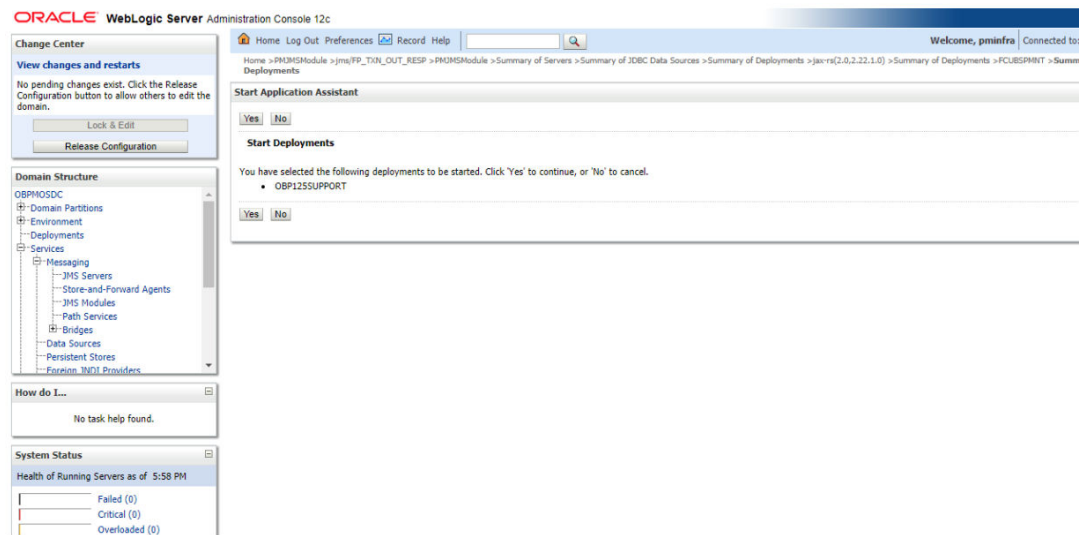 ORACLE WebLogic Server Administration Console 12c
Change Center
View changes and restarts
No pending changes exist. Click the Release
Configuration button to allow others to edit the
domain.
Lock & Edit
Release Configuration
Domain Structure
OBPMOSDC
Domain Partitions
Environment
Deployments
Services
Messaging
JMS Servers
Store-and-Forward Agents
JMS Modules
Path Services
Bridges
Data Sources
Persistent Stores
Foreign JNDI Providers
How do I...
No task help found.
System Status
Health of Running Servers as of 5:58 PM
Failed (0)
Critical (0)
Overloaded (0)
Home Log Out Preferences Record Help
Welcome, pminfra Connected to:
Home >PMJMSModule >jms/FP_TXN_OUT_RESP >PMJMSModule >Summary of Servers >Summary of JDBC Data Sources >Summary of Deployments >jax-rs(2.0,2.22.1.0) >Summary of Deployments >FCUBSPMNT >Summ
Deployments
Start Application Assistant
Yes No
Start Deployments
You have selected the following deployments to be started. Click 'Yes' to continue, or 'No' to cancel.
• OBP125SUPPORT
Yes No